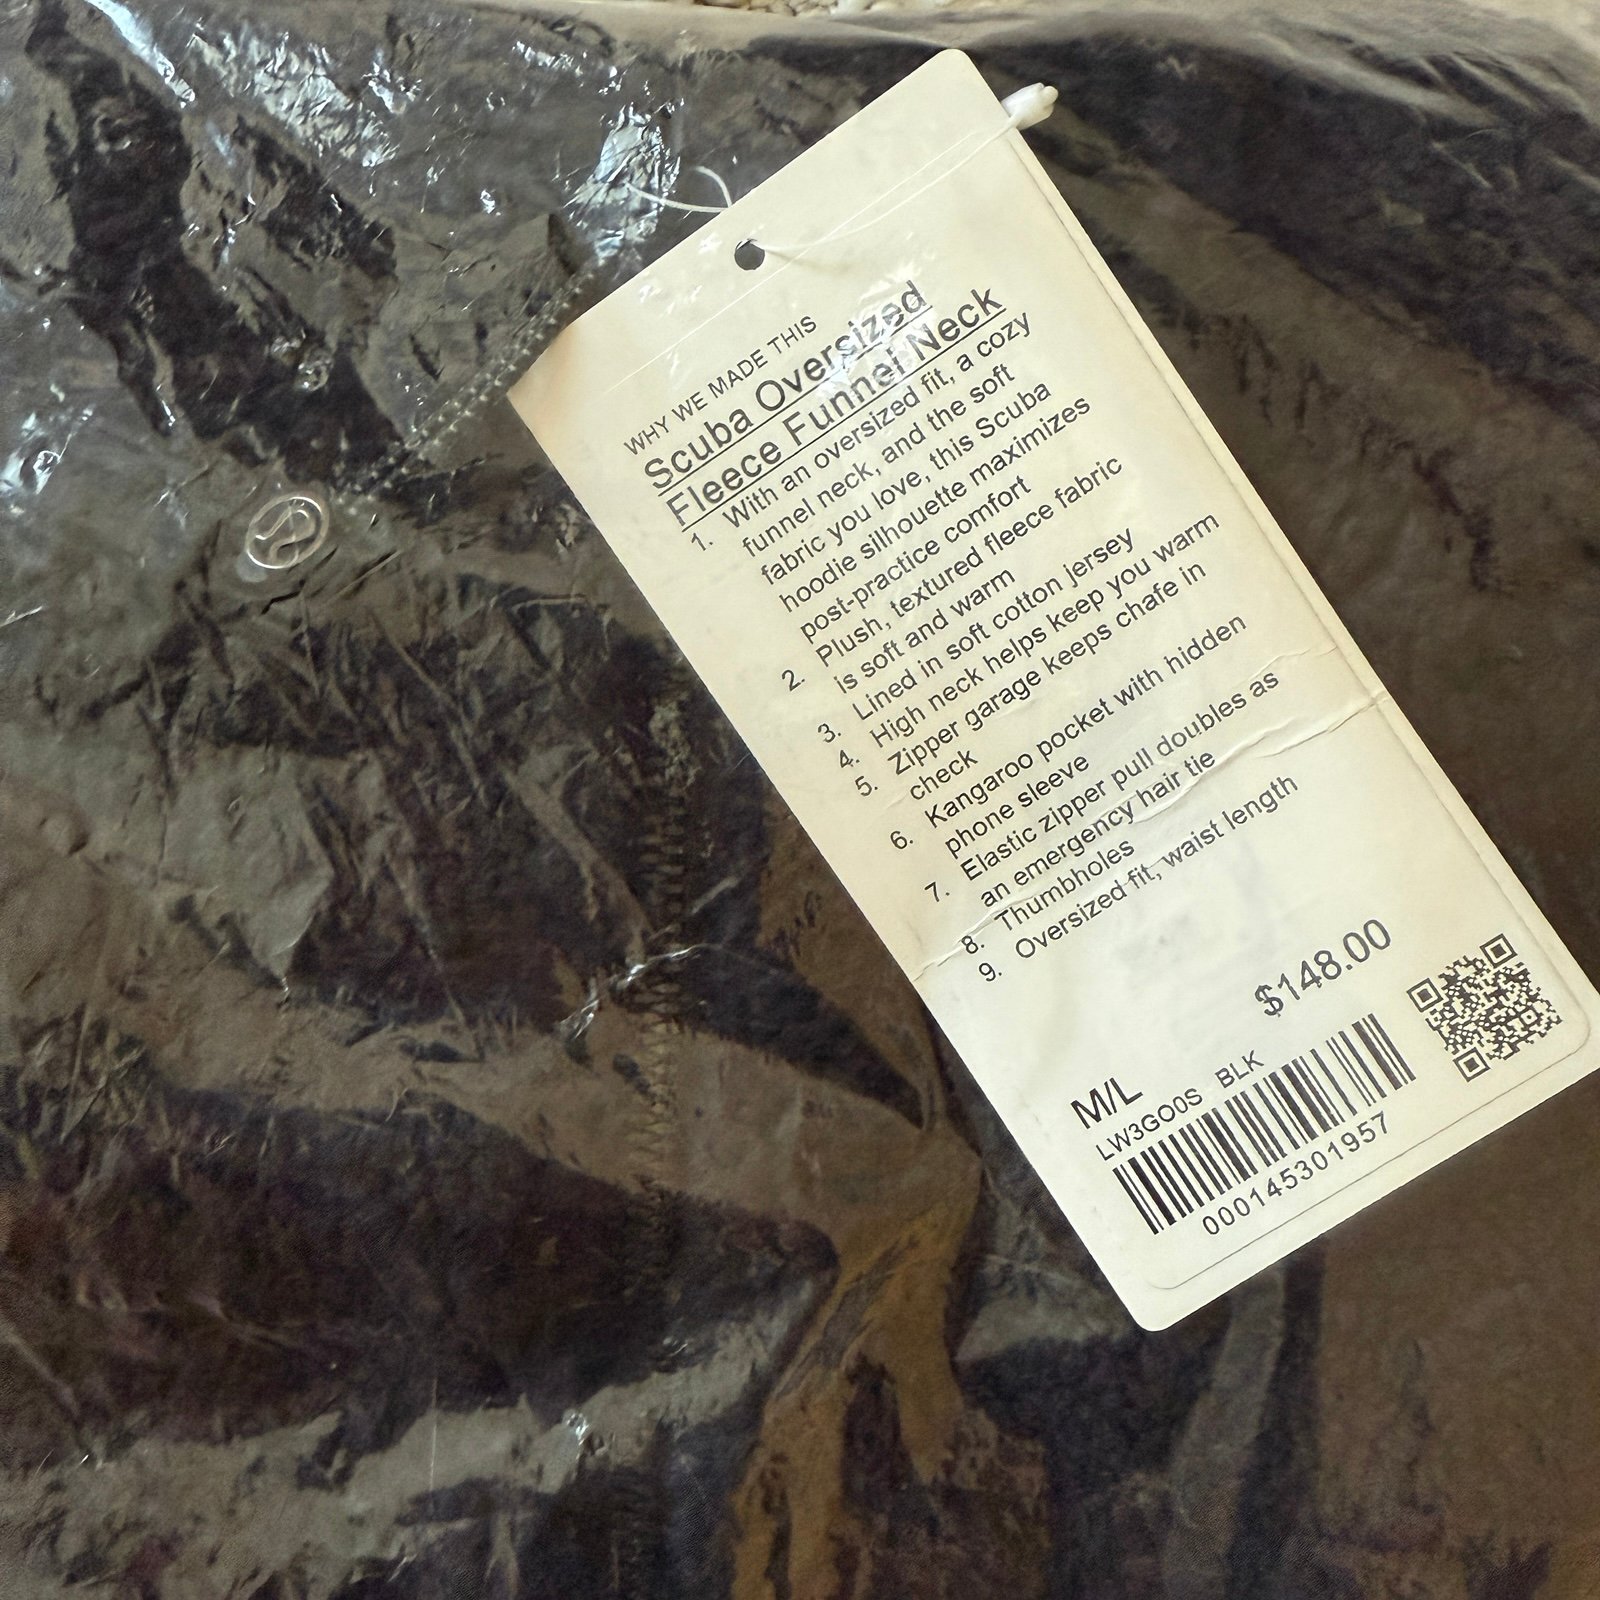 WHY WE MADE THIS
Scuba Oversized
Fleece Funnel Neck
1. With an oversized fit, a cozy
funnel neck, and the soft
fabric you love, this Scuba
hoodie silhouette maximizes
post-practice comfort
2. Plush, textured fleece fabric
is soft and warm
3. Lined in soft cotton jersey
4. High neck helps keep you warm
5. Zipper garage keeps chafe in
check
6. Kangaroo pocket with hidden
phone sleeve
7. Elastic zipper pull doubles as
an emergency hair tie
8. Thumbholes
9. Oversized fit, waist length
$148.00
M/L
LW3GO0S BLK
000145301957